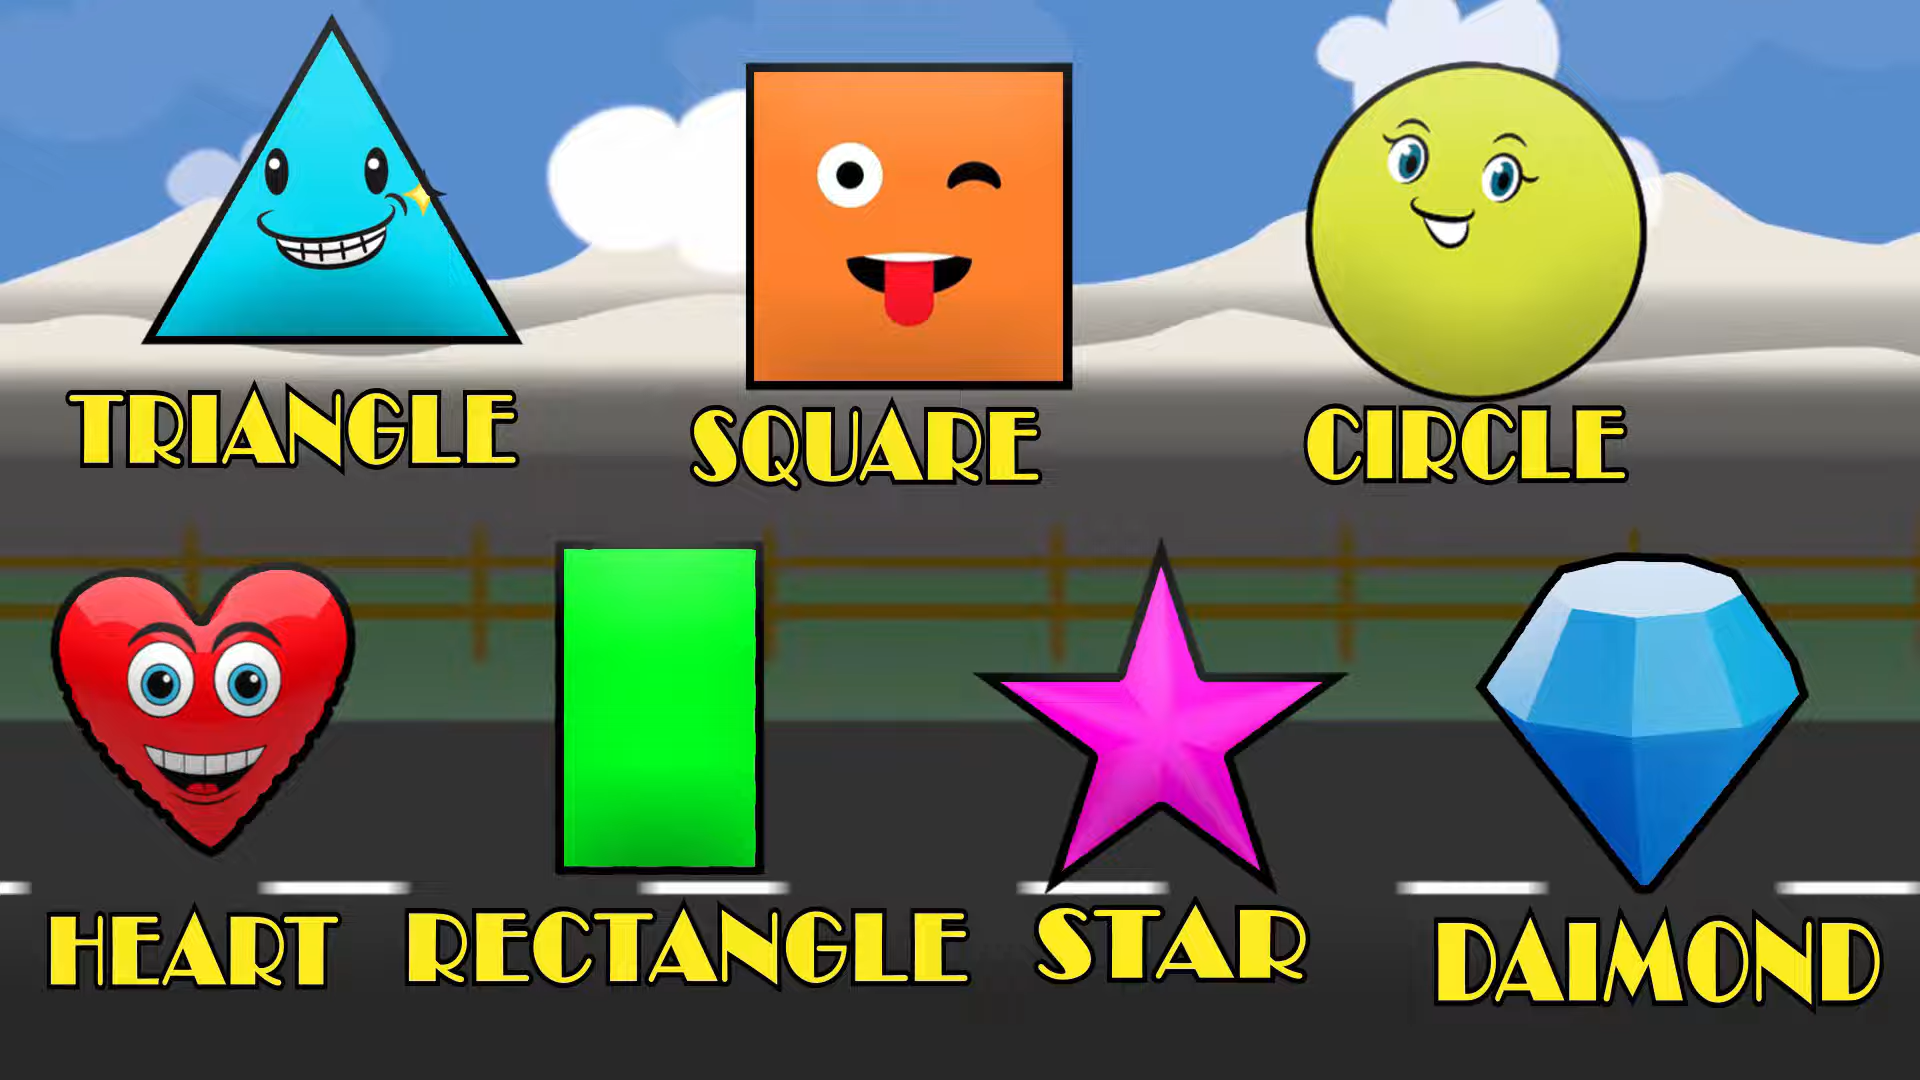 TRIANGLE
SQUARE
CIRCLE
HEART
RECTANGLE
STAR
DAIMOND